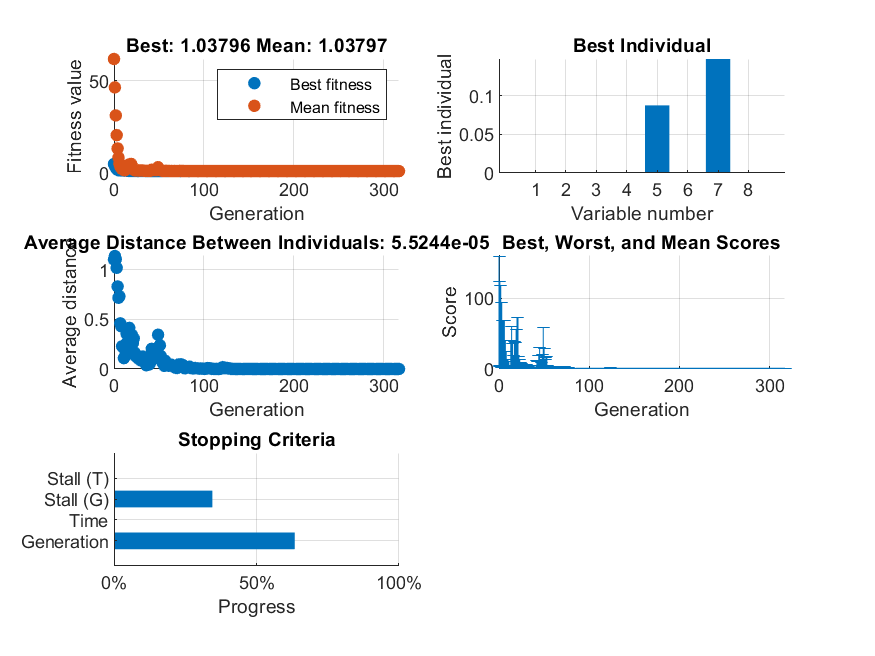 Best: 1.03796 Mean: 1.03797
Fitness value
50
0
Best fitness
Mean fitness
0 100 200 300
Generation
Best Individual
Best individual
0.1
0.05
0
1 2 3 4 5 6 7 8
Variable number
Average Distance Between Individuals: 5.5244e-05
Average distance
1
0.5
0
0 100 200 300
Generation
Best, Worst, and Mean Scores
Score
100
0
0 100 200 300
Generation
Stopping Criteria
Stall (T)
Stall (G)
Time
Generation
0% 50% 100%
Progress